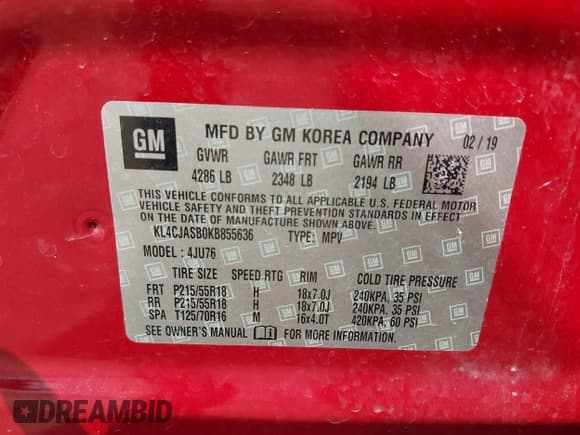 GM
MFD BY GM KOREA COMPANY 02/19
GVWR GAWR FRT GAWR RR
4286 LB 2348 LB 2194 LB
THIS VEHICLE CONFORMS TO ALL APPLICABLE U.S. FEDERAL MOTOR
VEHICLE SAFETY AND THEFT PREVENTION STANDARDS IN EFFECT
ON THE DATE OF MANUFACTURE SHOWN ABOVE.
KL4CJASB0KB855636 TYPE: MPV
MODEL: 4JU76
TIRE SIZE SPEED RTG RIM COLD TIRE PRESSURE
FRT P215/55R18 H 18x7.0J 240KPA, 35 PSI
RR P215/55R18 H 18x7.0J 240KPA, 35 PSI
SPA T125/70R16 M 16x4.0T 420KPA, 60 PSI
SEE OWNER'S MANUAL FOR MORE INFORMATION.
DREAMBID